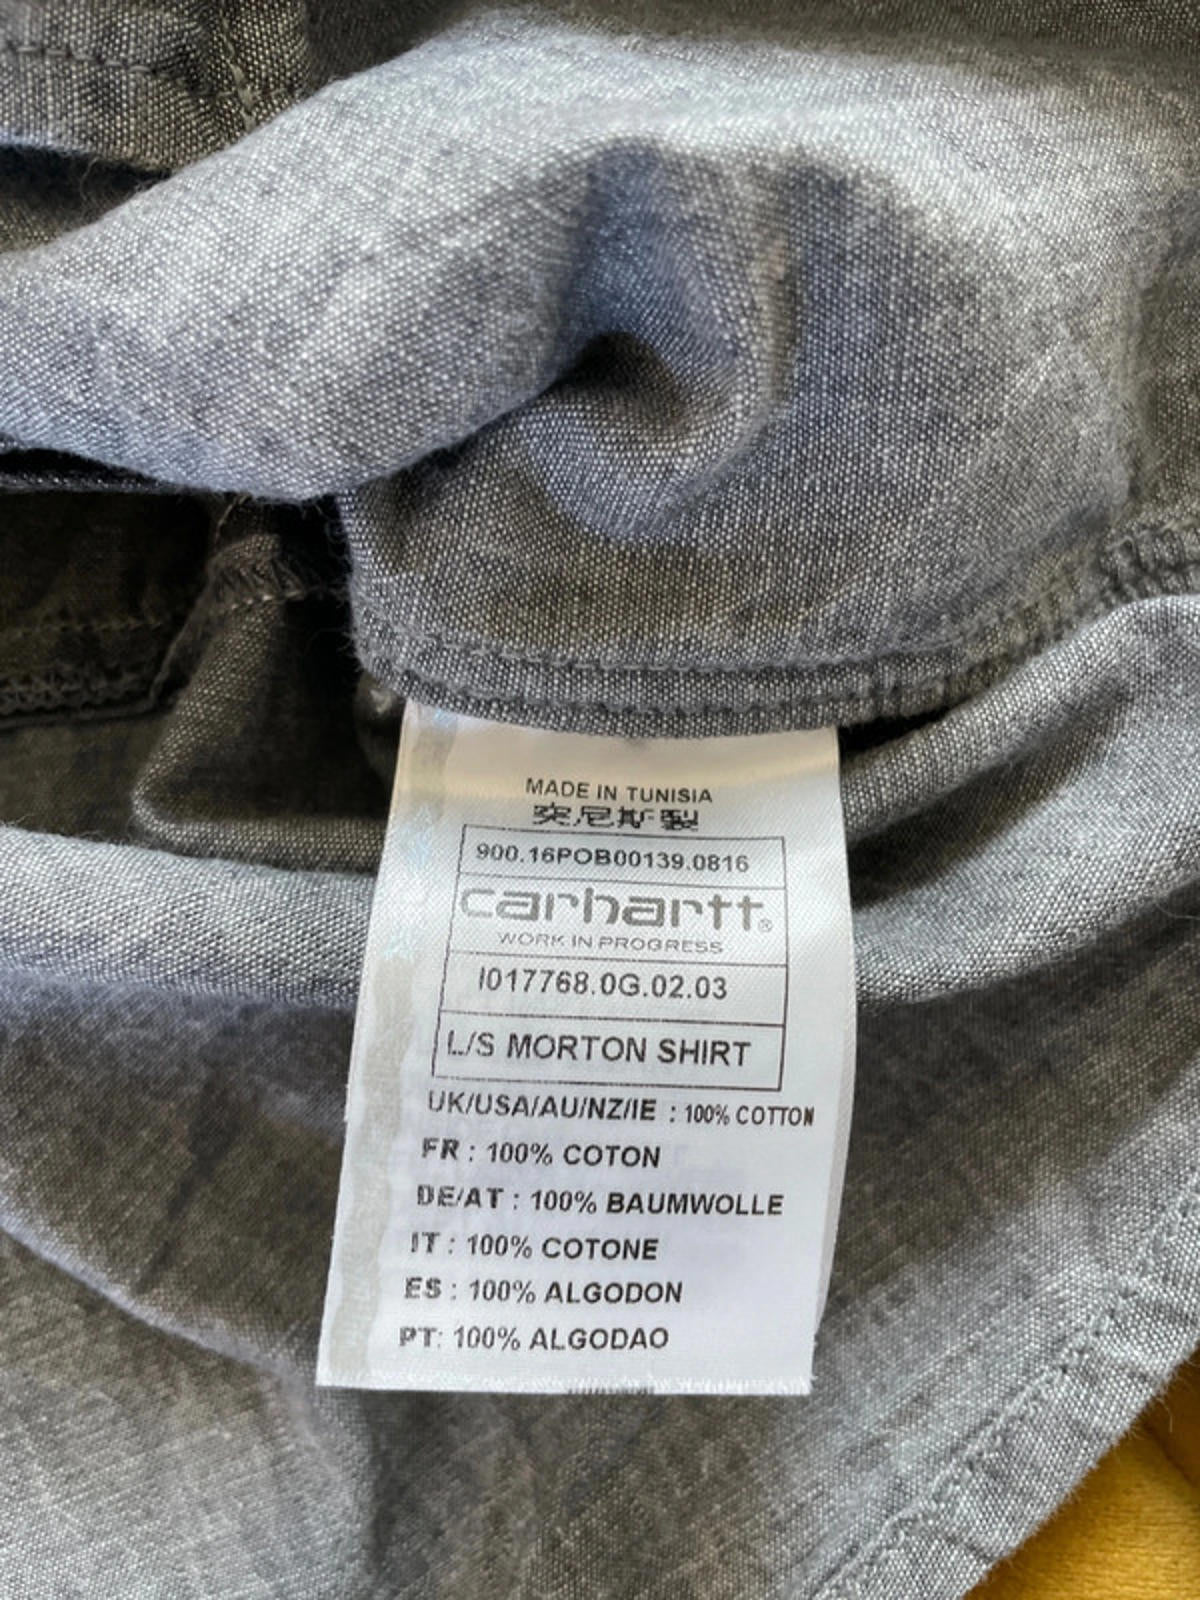 MADE IN TUNISIA
突尼斯製
900.16POB00139.0816
carhartt®
WORK IN PROGRESS
I017768.0G.02.03
L/S MORTON SHIRT
UK/USA/AU/NZ/IE : 100% COTTON
FR : 100% COTON
DE/AT : 100% BAUMWOLLE
IT : 100% COTONE
ES : 100% ALGODON
PT: 100% ALGODAO